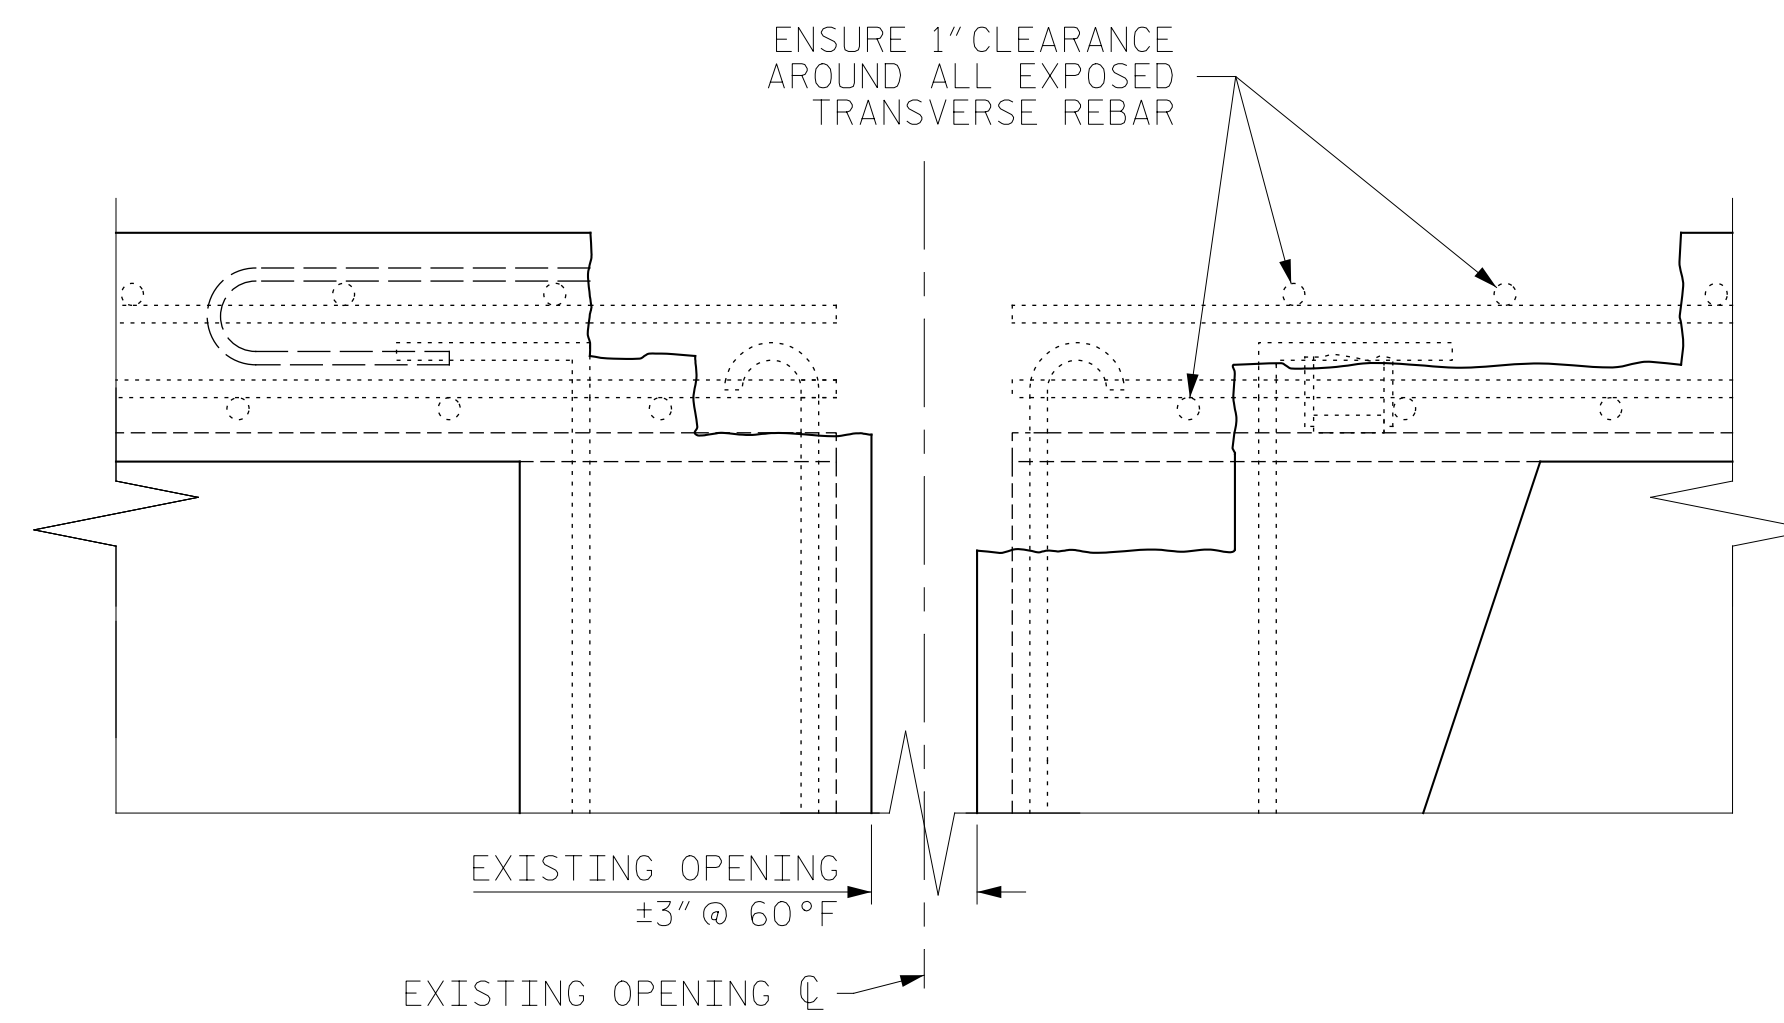 ENSURE 1" CLEARANCE
AROUND ALL EXPOSED
TRANSVERSE REBAR
EXISTING OPENING
±3" @ 60°F
EXISTING OPENING ℄